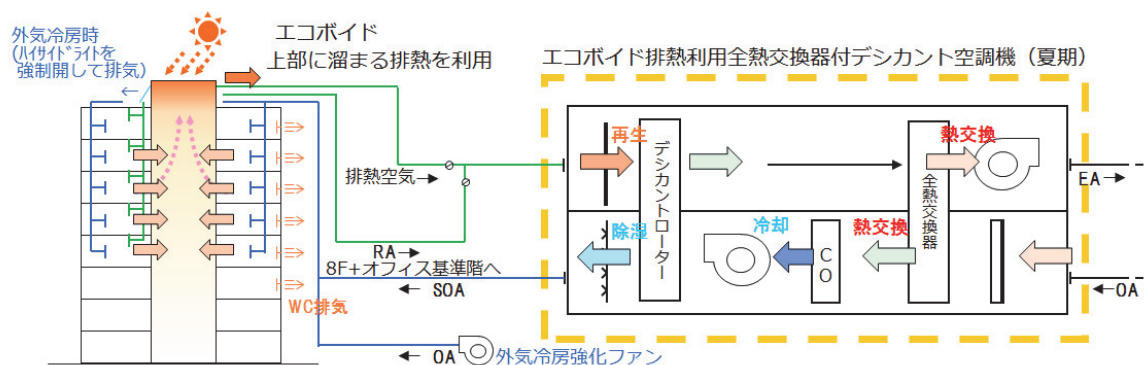 外気冷房時
(ﾊｲｻｲﾄﾞﾗｲﾄを
強制開して排気)
エコボイド
上部に溜まる排熱を利用
排熱空気→
RA→
8F+オフィス基準階へ
←SOA
WC排気
←OA
外気冷房強化ファン
エコボイド排熱利用全熱交換器付デシカント空調機（夏期）
再生
デシカントローター
熱交換
全熱交換器
EA→
除湿
冷却
CO
熱交換
←OA